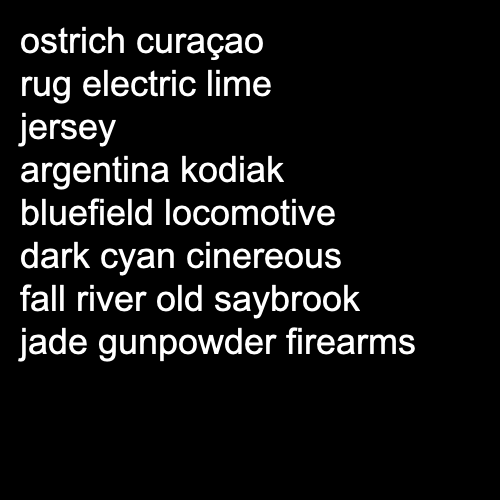 ostrich curaçao
rug electric lime
jersey
argentina kodiak
bluefield locomotive
dark cyan cinereous
fall river old saybrook
jade gunpowder firearms